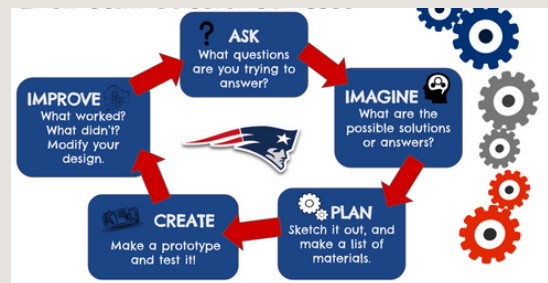 ASK
What questions
are you trying to
answer?
IMAGINE
What are the
possible solutions
or answers?
PLAN
Sketch it out, and
make a list of
materials.
CREATE
Make a prototype
and test it!
IMPROVE
What worked?
What didn't?
Modify your
design.